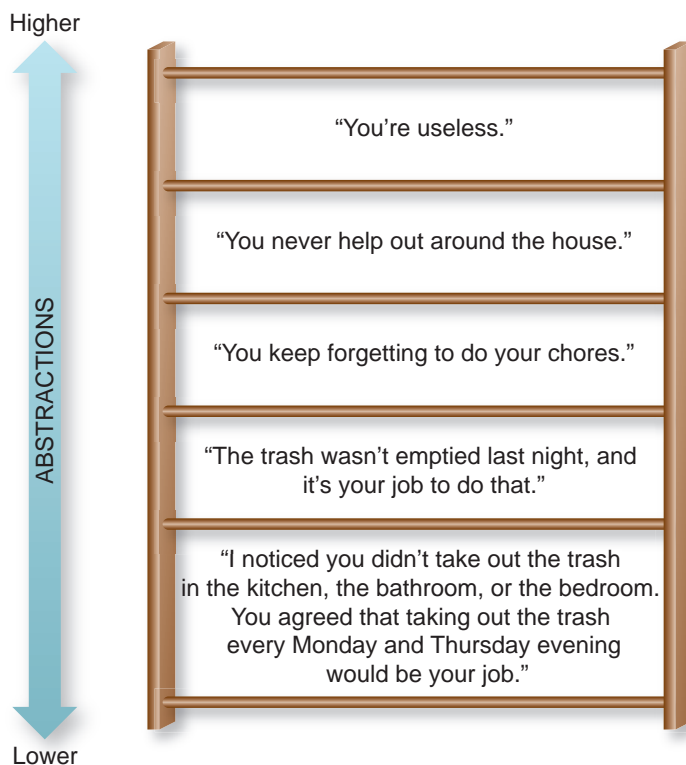 Higher
“You’re useless.”
“You never help out around the house.”
“You keep forgetting to do your chores.”
ABSTRACTIONS
“The trash wasn’t emptied last night, and
it’s your job to do that.”
“I noticed you didn’t take out the trash
in the kitchen, the bathroom, or the bedroom.
You agreed that taking out the trash
every Monday and Thursday evening
would be your job.”
Lower